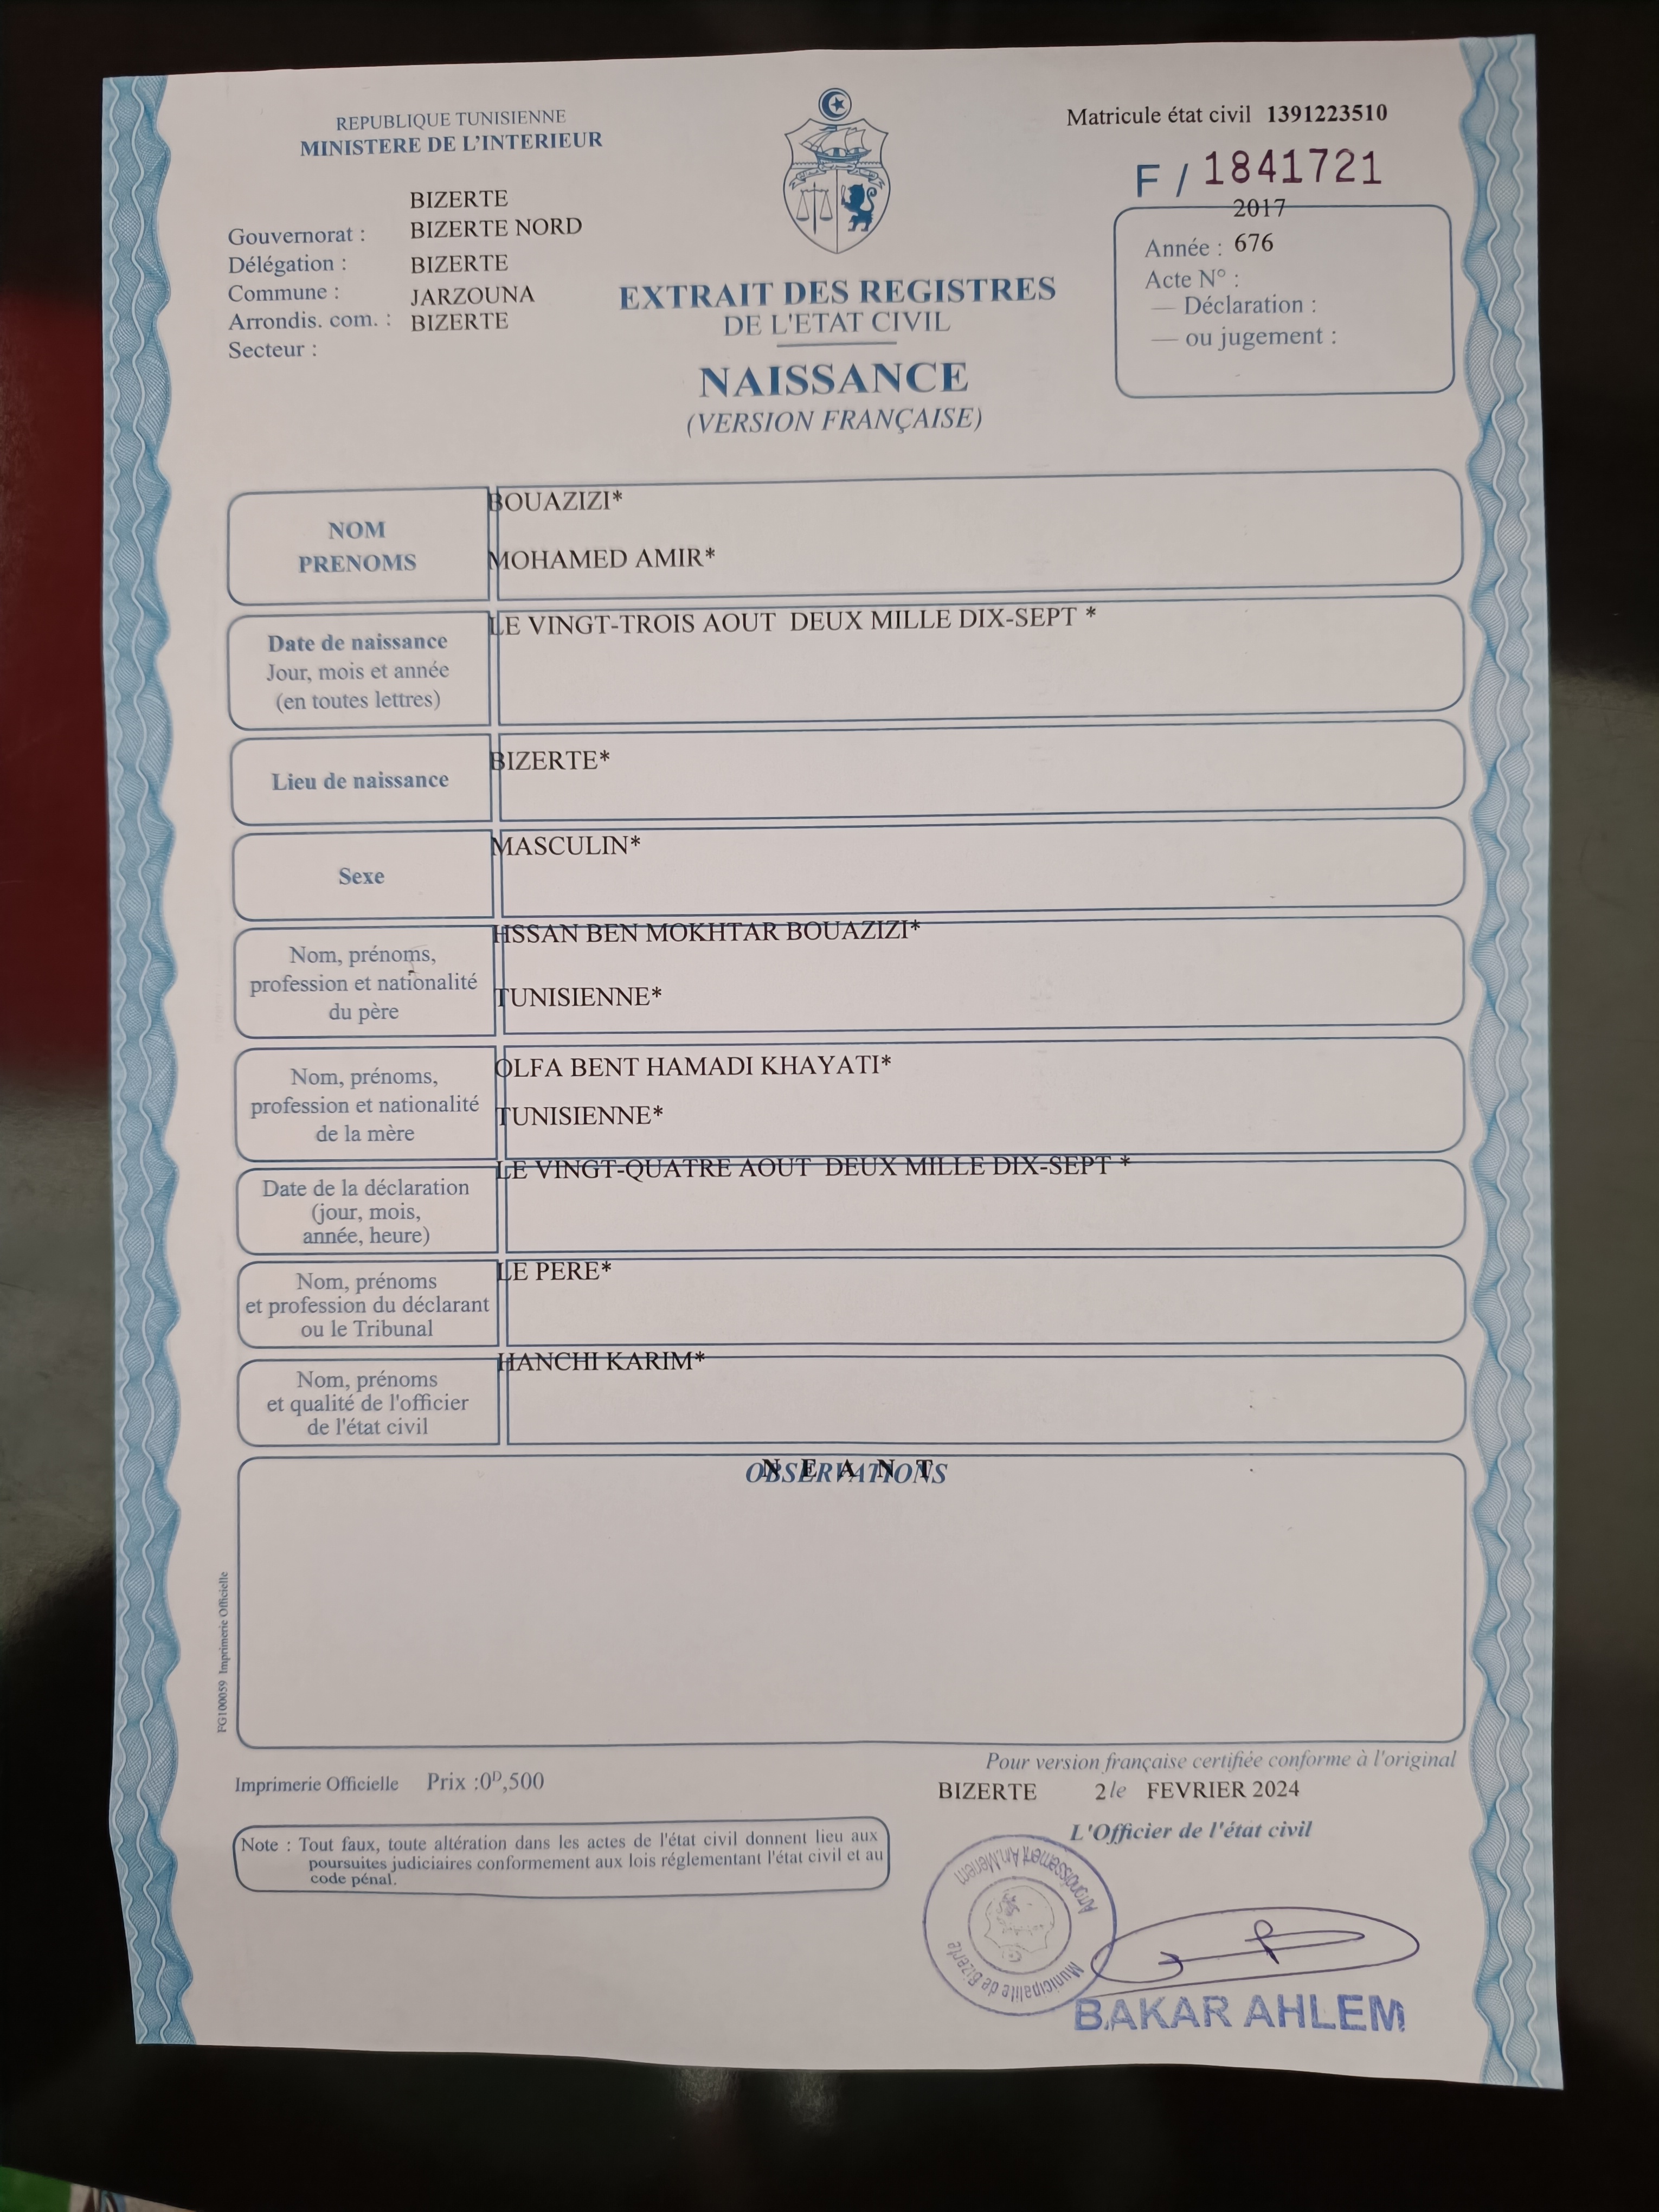 REPUBLIQUE TUNISIENNE
MINISTERE DE L'INTERIEUR
Matricule état civil 1391223510
F / 1841721
BIZERTE
Gouvernorat : BIZERTE NORD
Délégation : BIZERTE
Commune : JARZOUNA
Arrondis. com. : BIZERTE
Secteur :
2017
Année : 676
Acte N° :
— Déclaration :
— ou jugement :
EXTRAIT DES REGISTRES
DE L'ETAT CIVIL
NAISSANCE
(VERSION FRANÇAISE)
NOM
PRENOMS
BOUAZIZI*
MOHAMED AMIR*
Date de naissance
Jour, mois et année
(en toutes lettres)
LE VINGT-TROIS AOUT DEUX MILLE DIX-SEPT *
Lieu de naissance
BIZERTE*
Sexe
MASCULIN*
Nom, prénoms,
profession et nationalité
du père
HSSAN BEN MOKHTAR BOUAZIZI*
TUNISIENNE*
Nom, prénoms,
profession et nationalité
de la mère
OLFA BENT HAMADI KHAYATI*
TUNISIENNE*
Date de la déclaration
(jour, mois,
année, heure)
LE VINGT-QUATRE AOUT DEUX MILLE DIX-SEPT *
Nom, prénoms
et profession du déclarant
ou le Tribunal
LE PERE*
Nom, prénoms
et qualité de l'officier
de l'état civil
HANCHI KARIM*
OBSERVATIONS
N E A N T
FG100059 Imprimerie Officielle
Imprimerie Officielle Prix :0ᴰ,500
Pour version française certifiée conforme à l'original
BIZERTE 2 le FEVRIER 2024
L'Officier de l'état civil
Note : Tout faux, toute altération dans les actes de l'état civil donnent lieu aux
poursuites judiciaires conformement aux lois réglementant l'état civil et au
code pénal.
Municipalité de Bizerte
Arrondissement Ain.Meriem
BAKAR AHLEM